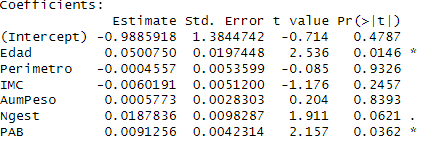 Coefficients:
Estimate Std. Error t value Pr(>|t|)
(Intercept) -0.9885918 1.3844742 -0.714 0.4787
Edad 0.0500750 0.0197448 2.536 0.0146 *
Perimetro -0.0004557 0.0053599 -0.085 0.9326
IMC -0.0060191 0.0051200 -1.176 0.2457
AumPeso 0.0005773 0.0028303 0.204 0.8393
Ngest 0.0187836 0.0098287 1.911 0.0621 .
PAB 0.0091256 0.0042314 2.157 0.0362 *